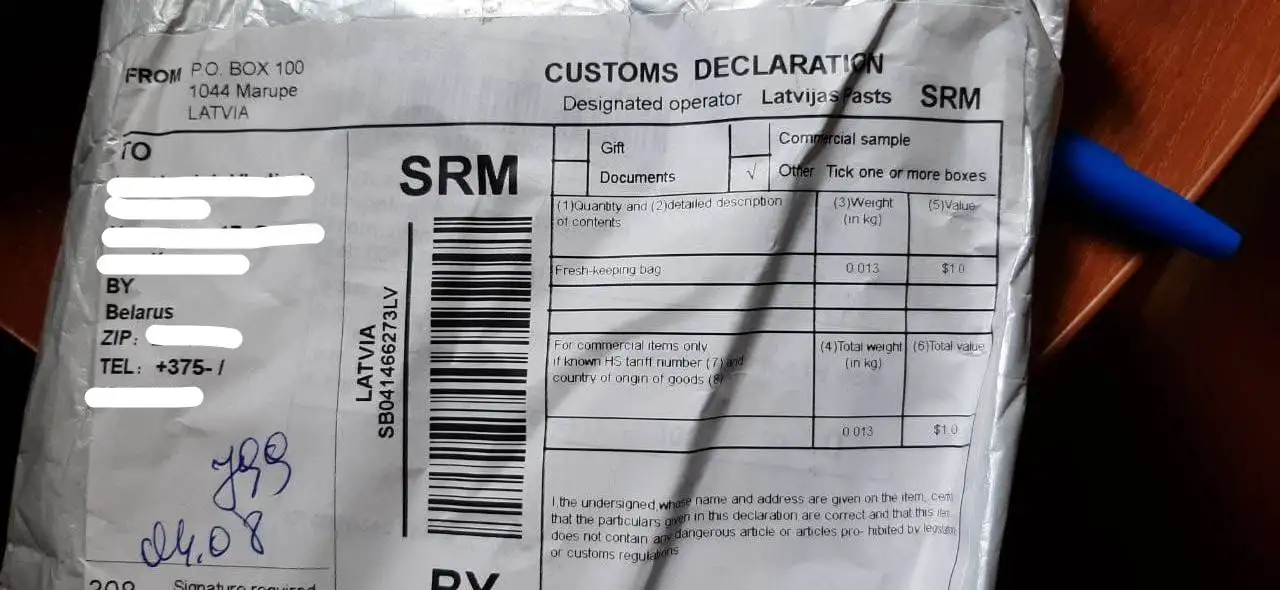 FROM P.O. BOX 100
1044 Marupe
LATVIA
CUSTOMS DECLARATION
Designated operator Latvijas Pasts SRM
TO
BY
Belarus
ZIP:
TEL: +375- /
SRM
LATVIA
SB041466273LV
Gift
Commercial sample
Documents
√ Other Tick one or more boxes
(1)Quantity and (2)detailed description
of contents
(3)Weight
(in kg)
(5)Value
Fresh-keeping bag 0.013 $1.0
For commercial items only
if known HS tariff number (7) and
country of origin of goods (8)
(4)Total weight
(in kg)
(6)Total value
0.013 $1.0
I,the undersigned,whose name and address are given on the item,
that the particulars given in this declaration are correct and that this
does not contain any dangerous article or articles pro- hibited by
or customs regulations
04.08
BY
Signature required